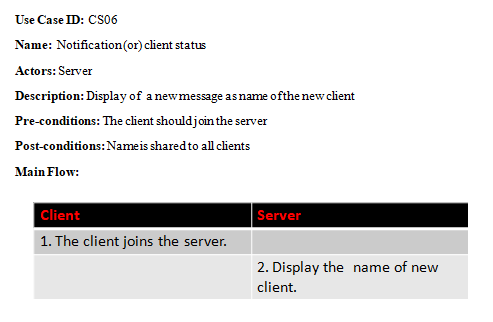 Use Case ID: CS06
Name: Notification(or) client status
Actors: Server
Description: Display of a new message as name of the new client
Pre-conditions: The client should join the server
Post-conditions: Name is shared to all clients
Main Flow:
Client Server
1. The client joins the server.
2. Display the name of new
client.